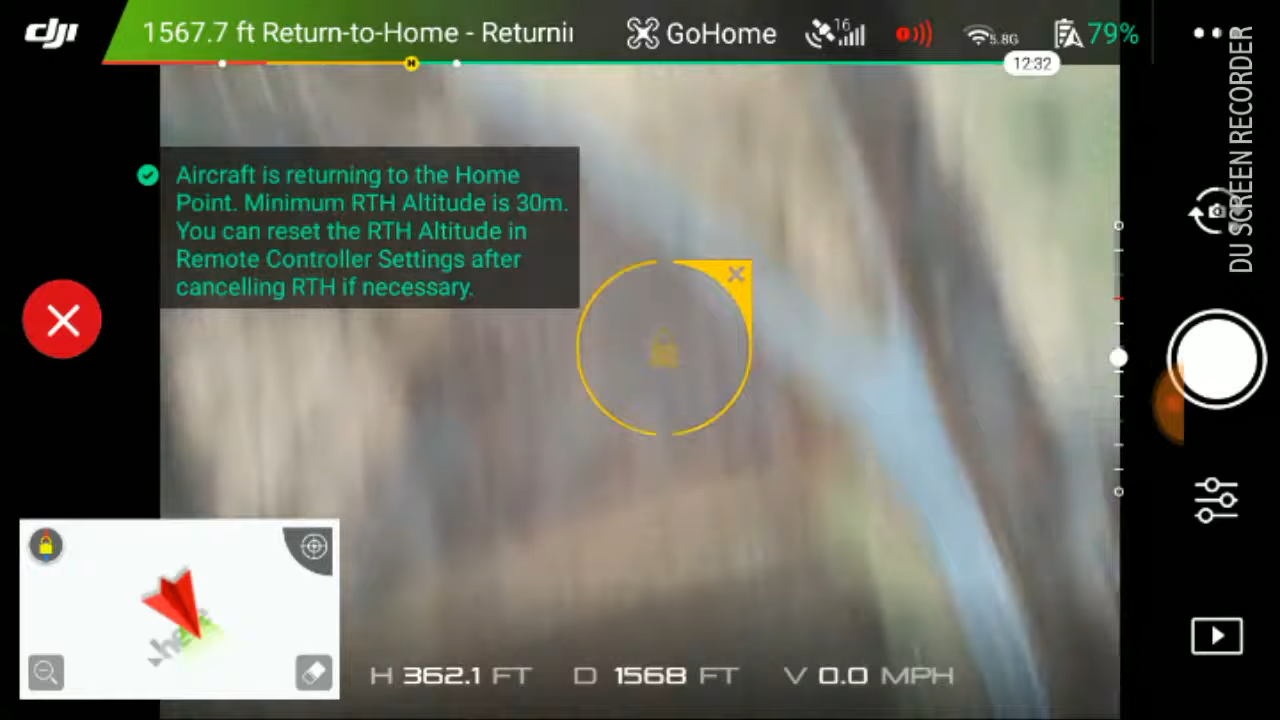 dji
1567.7 ft Return-to-Home - Returnii
GoHome
16
5.8G
79%
H
12:32
Aircraft is returning to the Home
Point. Minimum RTH Altitude is 30m.
You can reset the RTH Altitude in
Remote Controller Settings after
cancelling RTH if necessary.
DU SCREEN RECORDER
H 362.1 FT D 1568 FT V 0.0 MPH